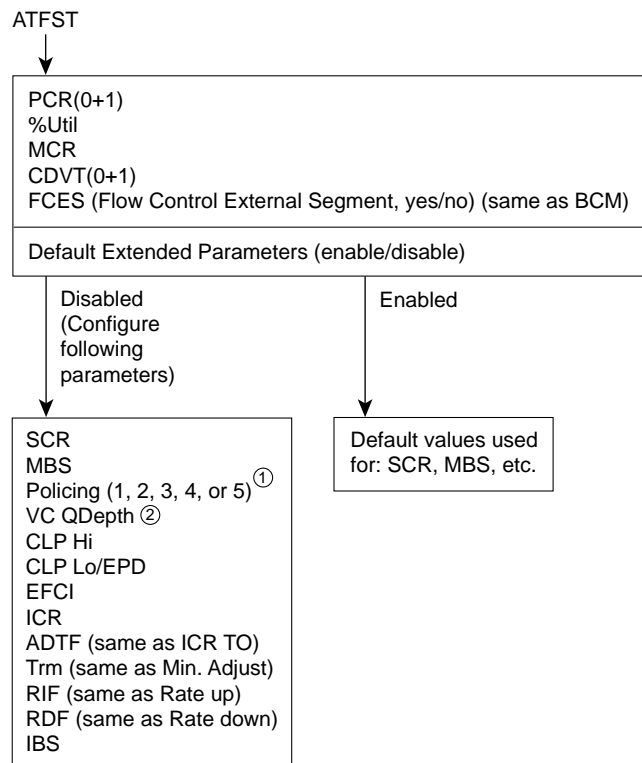 ATFST
PCR(0+1)
%Util
MCR
CDVT(0+1)
FCES (Flow Control External Segment, yes/no) (same as BCM)
Default Extended Parameters (enable/disable)
Disabled
(Configure
following
parameters)
Enabled
SCR
MBS
Policing (1, 2, 3, 4, or 5) ①
VC QDepth ②
CLP Hi
CLP Lo/EPD
EFCI
ICR
ADTF (same as ICR TO)
Trm (same as Min. Adjust)
RIF (same as Rate up)
RDF (same as Rate down)
IBS
Default values used
for: SCR, MBS, etc.